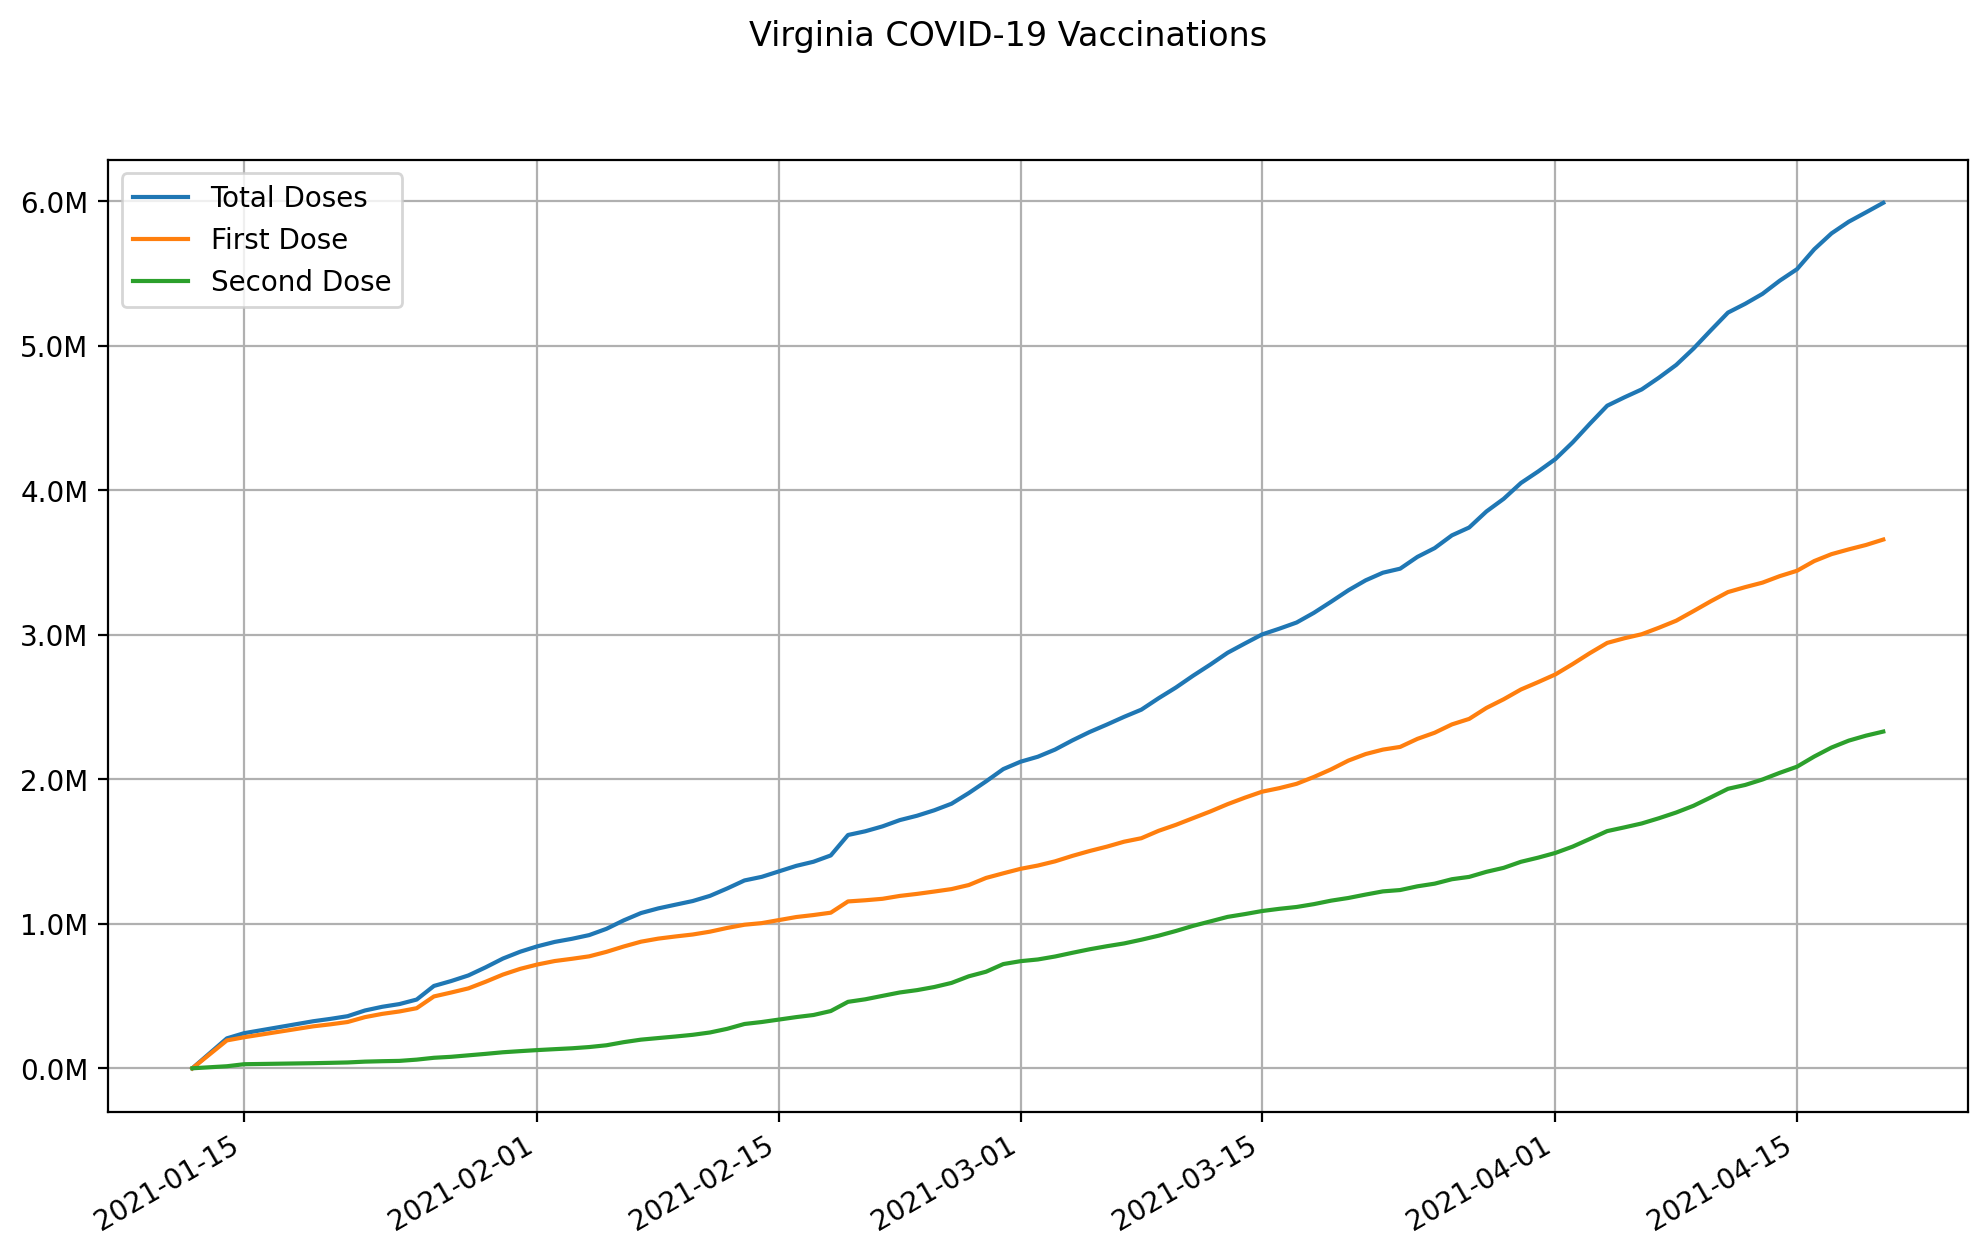 Virginia COVID-19 Vaccinations
Total Doses
First Dose
Second Dose
6.0M
5.0M
4.0M
3.0M
2.0M
1.0M
0.0M
2021-01-15
2021-02-01
2021-02-15
2021-03-01
2021-03-15
2021-04-01
2021-04-15